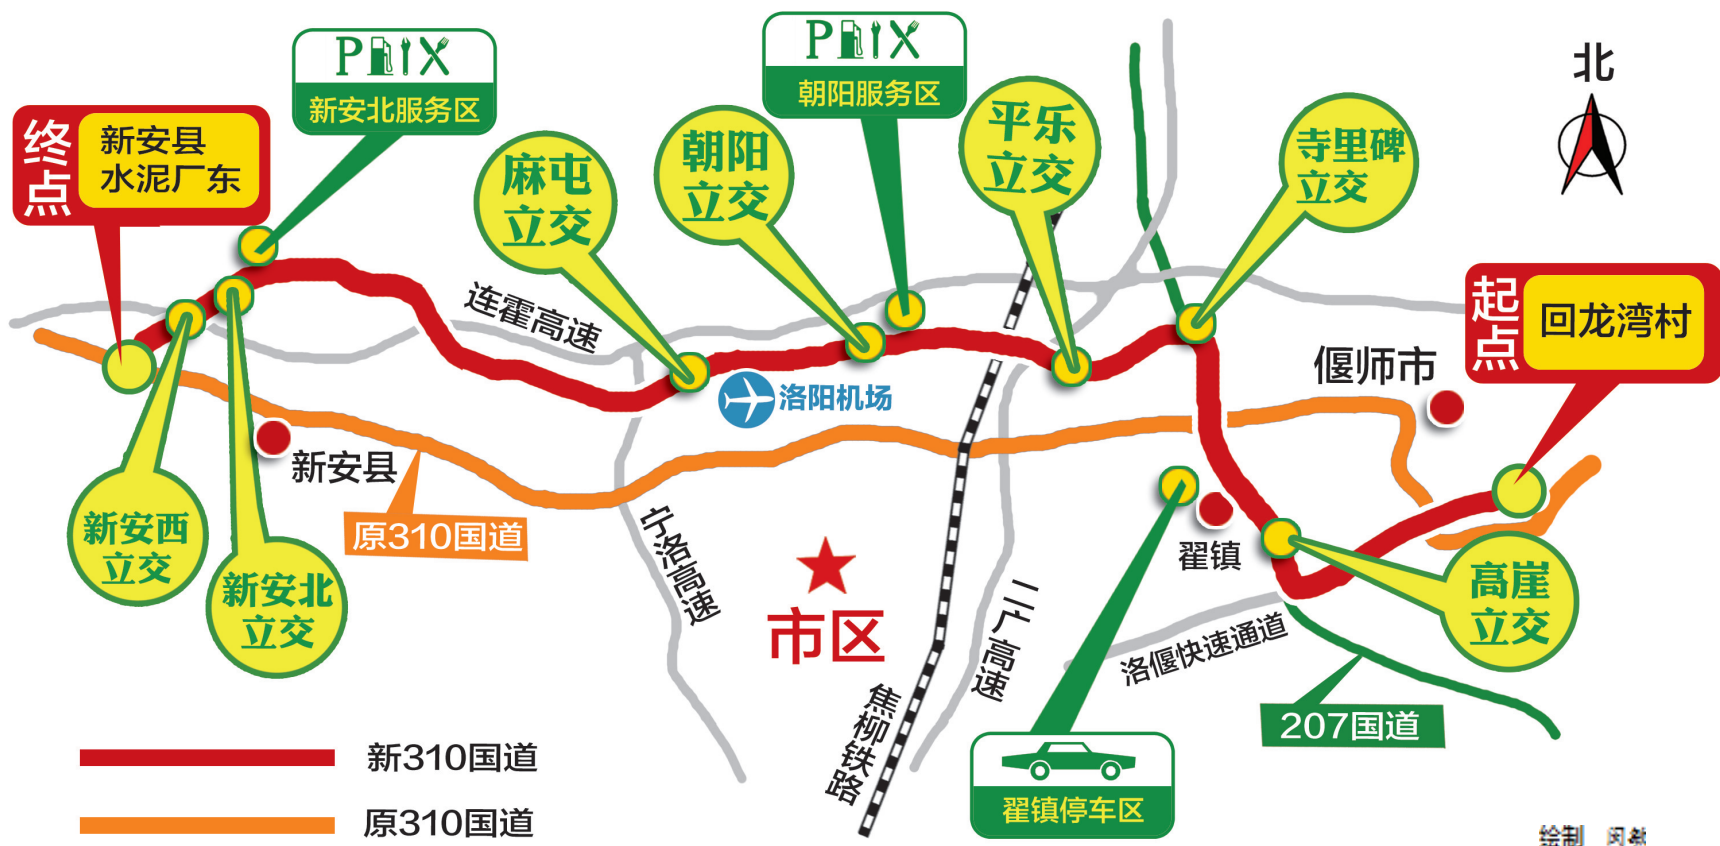 P
新安北服务区
P
朝阳服务区
北
终点
新安县
水泥厂东
麻屯
立交
朝阳
立交
平乐
立交
寺里碑
立交
连霍高速
起点
回龙湾村
偃师市
洛阳机场
新安县
原310国道
新安西
立交
新安北
立交
宁洛高速
市区
焦柳铁路
二广高速
翟镇
高崖
立交
洛偃快速通道
207国道
翟镇停车区
新310国道
原310国道
绘制